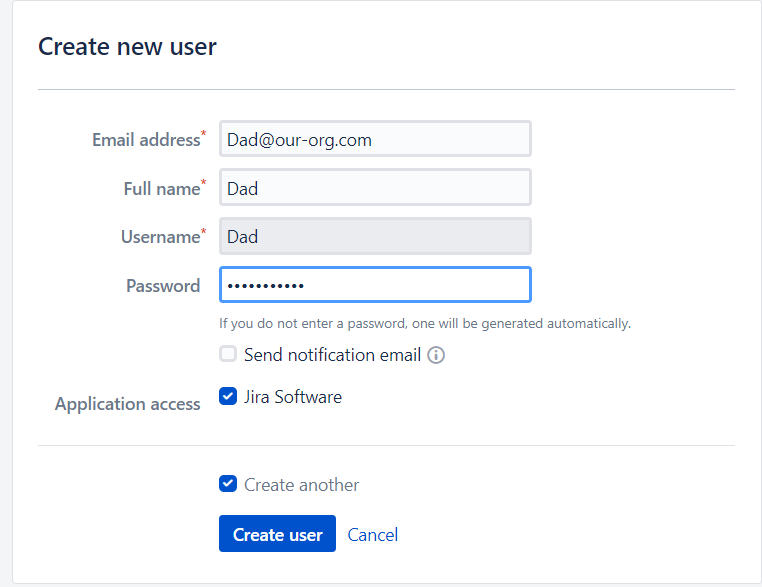 Create new user
Email address* Dad@our-org.com
Full name* Dad
Username* Dad
Password •••••••••••
If you do not enter a password, one will be generated automatically.
Send notification email
Application access Jira Software
Create another
Create user Cancel